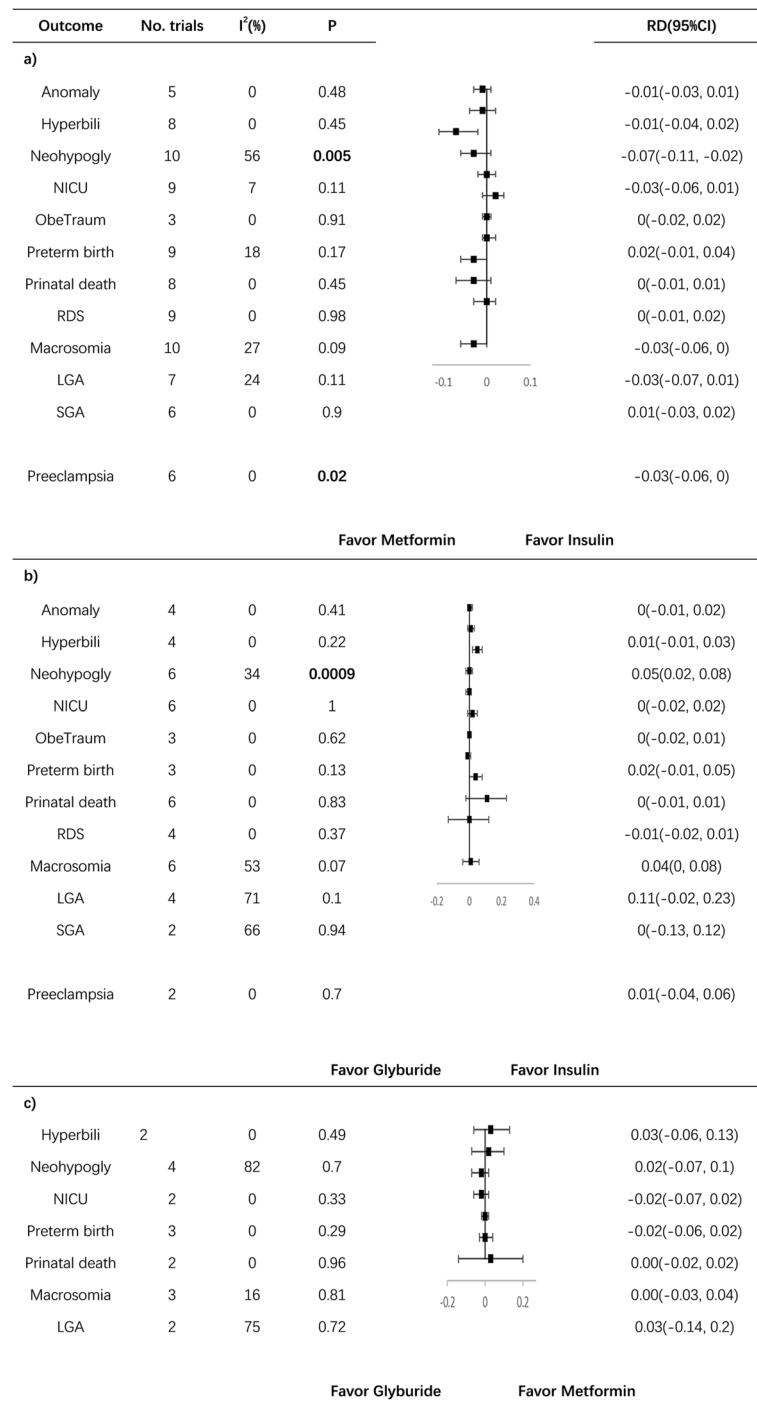 Outcome No. trials I²(%) P RD(95%CI)
a)
Anomaly 5 0 0.48 -0.01(-0.03, 0.01)
Hyperbili 8 0 0.45 -0.01(-0.04, 0.02)
Neohypogly 10 56 0.005 -0.07(-0.11, -0.02)
NICU 9 7 0.11 -0.03(-0.06, 0.01)
ObeTraum 3 0 0.91 0(-0.02, 0.02)
Preterm birth 9 18 0.17 0.02(-0.01, 0.04)
Prinatal death 8 0 0.45 0(-0.01, 0.01)
RDS 9 0 0.98 0(-0.01, 0.02)
Macrosomia 10 27 0.09 -0.03(-0.06, 0)
LGA 7 24 0.11 -0.03(-0.07, 0.01)
-0.1 0 0.1
SGA 6 0 0.9 0.01(-0.03, 0.02)
Preeclampsia 6 0 0.02 -0.03(-0.06, 0)
Favor Metformin Favor Insulin
b)
Anomaly 4 0 0.41 0(-0.01, 0.02)
Hyperbili 4 0 0.22 0.01(-0.01, 0.03)
Neohypogly 6 34 0.0009 0.05(0.02, 0.08)
NICU 6 0 1 0(-0.02, 0.02)
ObeTraum 3 0 0.62 0(-0.02, 0.01)
Preterm birth 3 0 0.13 0.02(-0.01, 0.05)
Prinatal death 6 0 0.83 0(-0.01, 0.01)
RDS 4 0 0.37 -0.01(-0.02, 0.01)
Macrosomia 6 53 0.07 0.04(0, 0.08)
LGA 4 71 0.1 0.11(-0.02, 0.23)
-0.2 0 0.2 0.4
SGA 2 66 0.94 0(-0.13, 0.12)
Preeclampsia 2 0 0.7 0.01(-0.04, 0.06)
Favor Glyburide Favor Insulin
c)
Hyperbili 2 0 0.49 0.03(-0.06, 0.13)
Neohypogly 4 82 0.7 0.02(-0.07, 0.1)
NICU 2 0 0.33 -0.02(-0.07, 0.02)
Preterm birth 3 0 0.29 -0.02(-0.06, 0.02)
Prinatal death 2 0 0.96 0.00(-0.02, 0.02)
Macrosomia 3 16 0.81 0.00(-0.03, 0.04)
-0.2 0 0.2
LGA 2 75 0.72 0.03(-0.14, 0.2)
Favor Glyburide Favor Metformin